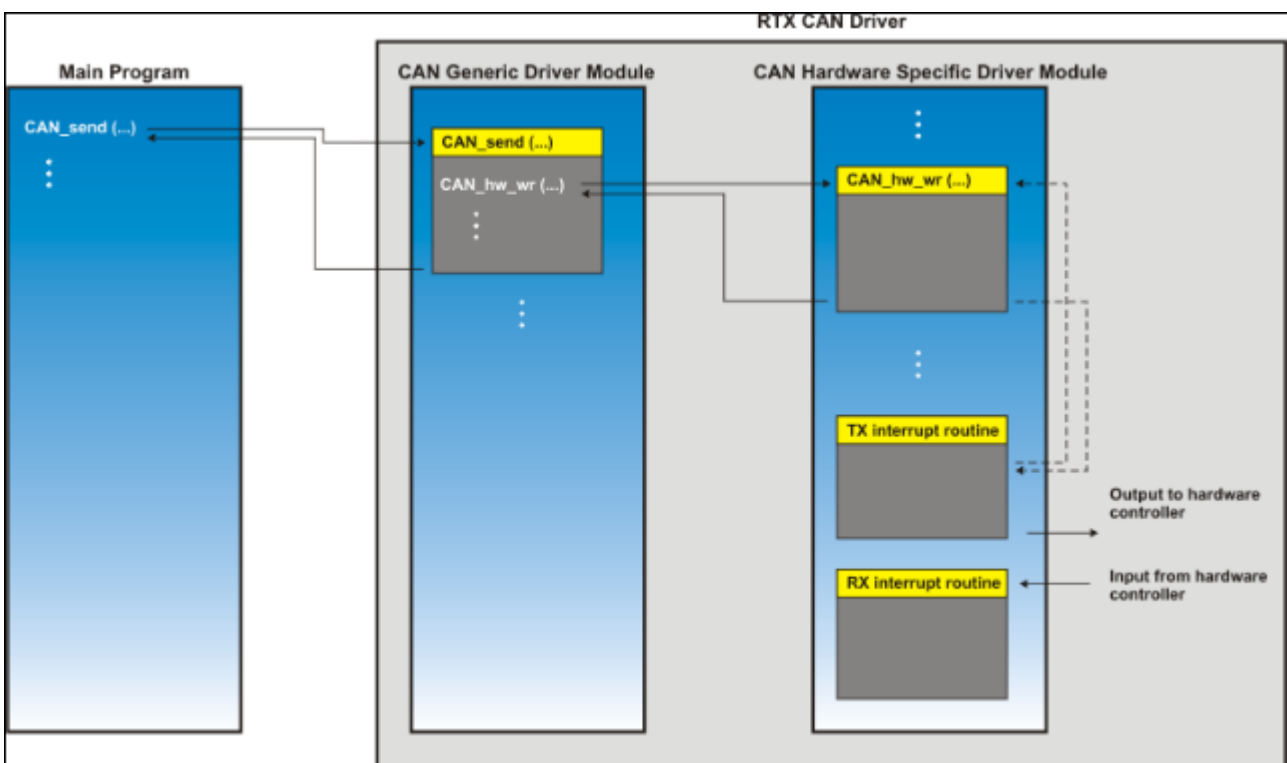 RTX CAN Driver
Main Program
CAN Generic Driver Module
CAN Hardware Specific Driver Module
CAN_send (...)
CAN_send (...)
CAN_hw_wr (...)
CAN_hw_wr (...)
TX interrupt routine
Output to hardware
controller
RX interrupt routine
Input from hardware
controller